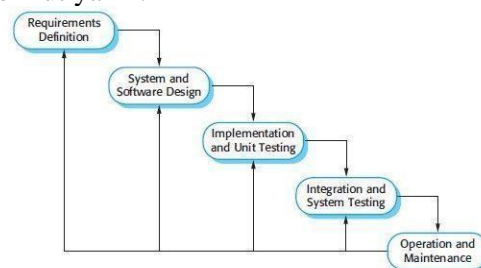 Requirements
Definition
System and
Software Design
Implementation
and Unit Testing
Integration and
System Testing
Operation and
Maintenance